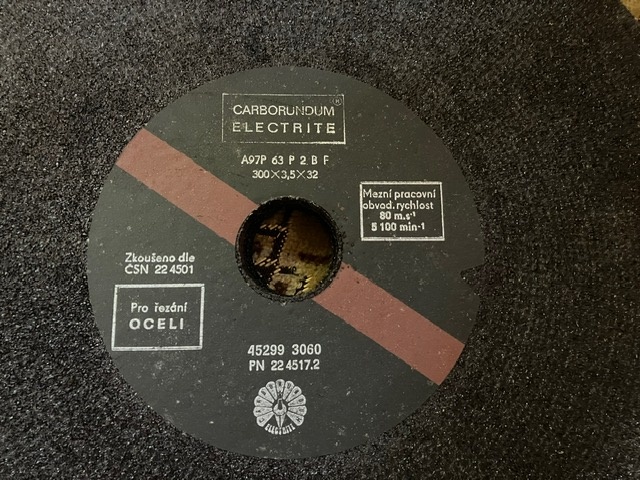 CARBORUNDUM ®
ELECTRITE
A97P 63 P 2 B F
300×3,5×32
Mezní pracovní
obvod. rychlost
80 m.s⁻¹
5 100 min⁻¹
Zkoušeno dle
ČSN 22 4501
Pro řezání
OCELI
45299 3060
PN 22 4517.2
ELECTRITE